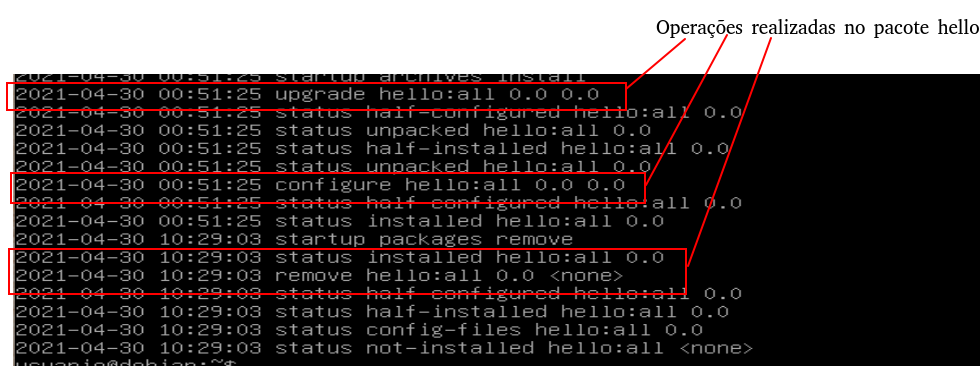 Operações realizadas no pacote hello
2021-04-30 00:51:25 startup archives install
2021-04-30 00:51:25 upgrade hello:all 0.0 0.0
2021-04-30 00:51:25 status half-configured hello:all 0.0
2021-04-30 00:51:25 status unpacked hello:all 0.0
2021-04-30 00:51:25 status half-installed hello:all 0.0
2021-04-30 00:51:25 status unpacked hello:all 0.0
2021-04-30 00:51:25 configure hello:all 0.0 0.0
2021-04-30 00:51:25 status half-configured hello:all 0.0
2021-04-30 00:51:25 status installed hello:all 0.0
2021-04-30 10:29:03 startup packages remove
2021-04-30 10:29:03 status installed hello:all 0.0
2021-04-30 10:29:03 remove hello:all 0.0 <none>
2021-04-30 10:29:03 status half-configured hello:all 0.0
2021-04-30 10:29:03 status half-installed hello:all 0.0
2021-04-30 10:29:03 status config-files hello:all 0.0
2021-04-30 10:29:03 status not-installed hello:all <none>
usuario@debian:~$